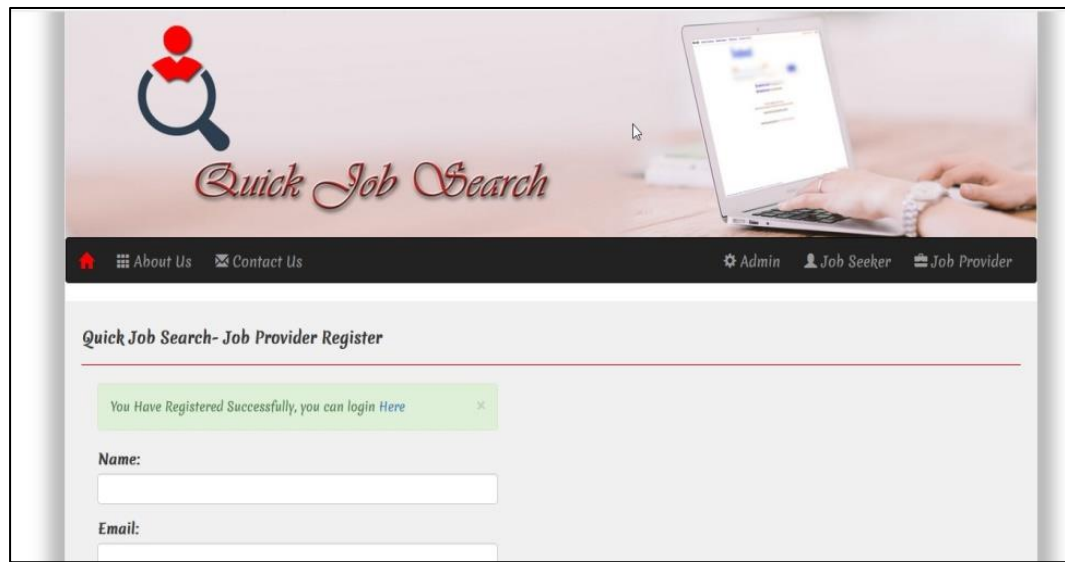 Quick Job Search
About Us Contact Us Admin Job Seeker Job Provider
Quick Job Search- Job Provider Register
You Have Registered Successfully, you can login Here ×
Name:
Email: